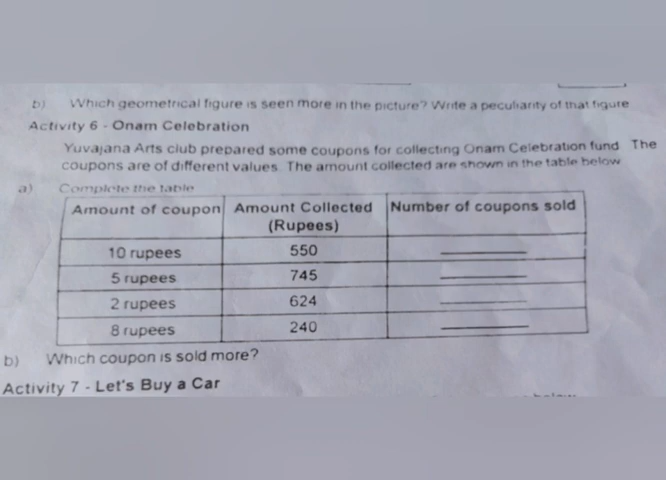 b) Which geometrical figure is seen more in the picture? Write a peculiarity of that figure
Activity 6 - Onam Celebration
Yuvajana Arts club prepared some coupons for collecting Onam Celebration fund The
coupons are of different values. The amount collected are shown in the table below
a) Complete the table
Amount of coupon Amount Collected (Rupees) Number of coupons sold
10 rupees 550
5 rupees 745
2 rupees 624
8 rupees 240
b) Which coupon is sold more?
Activity 7 - Let's Buy a Car